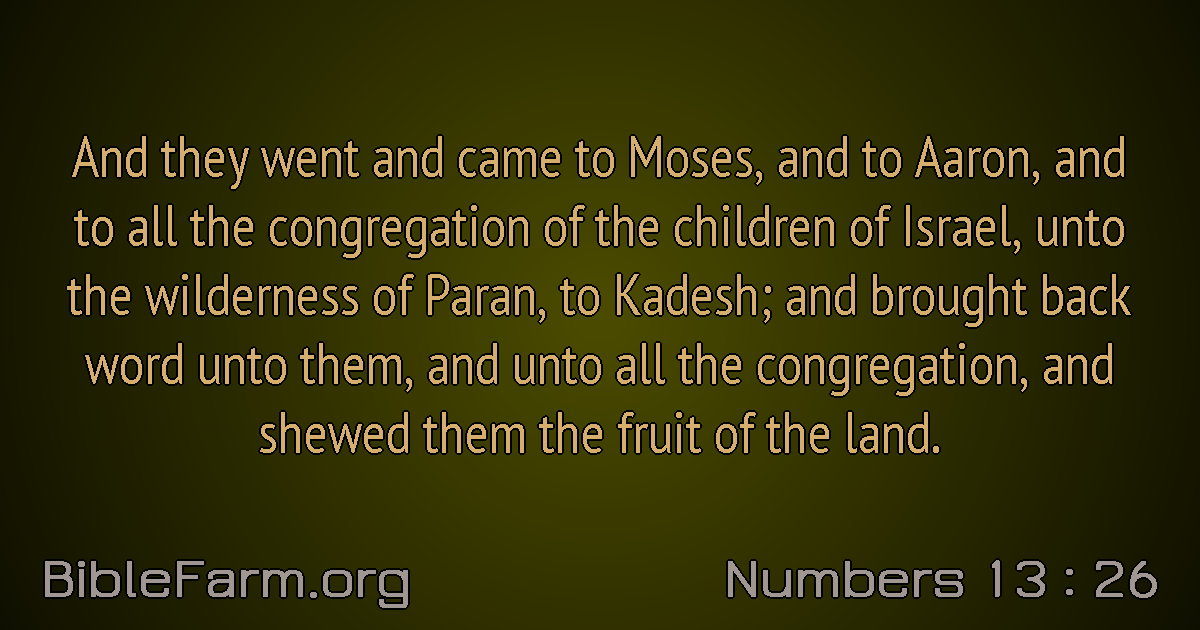 And they went and came to Moses, and to Aaron, and
to all the congregation of the children of Israel, unto
the wilderness of Paran, to Kadesh; and brought back
word unto them, and unto all the congregation, and
shewed them the fruit of the land.
BibleFarm.org
Numbers 13 : 26